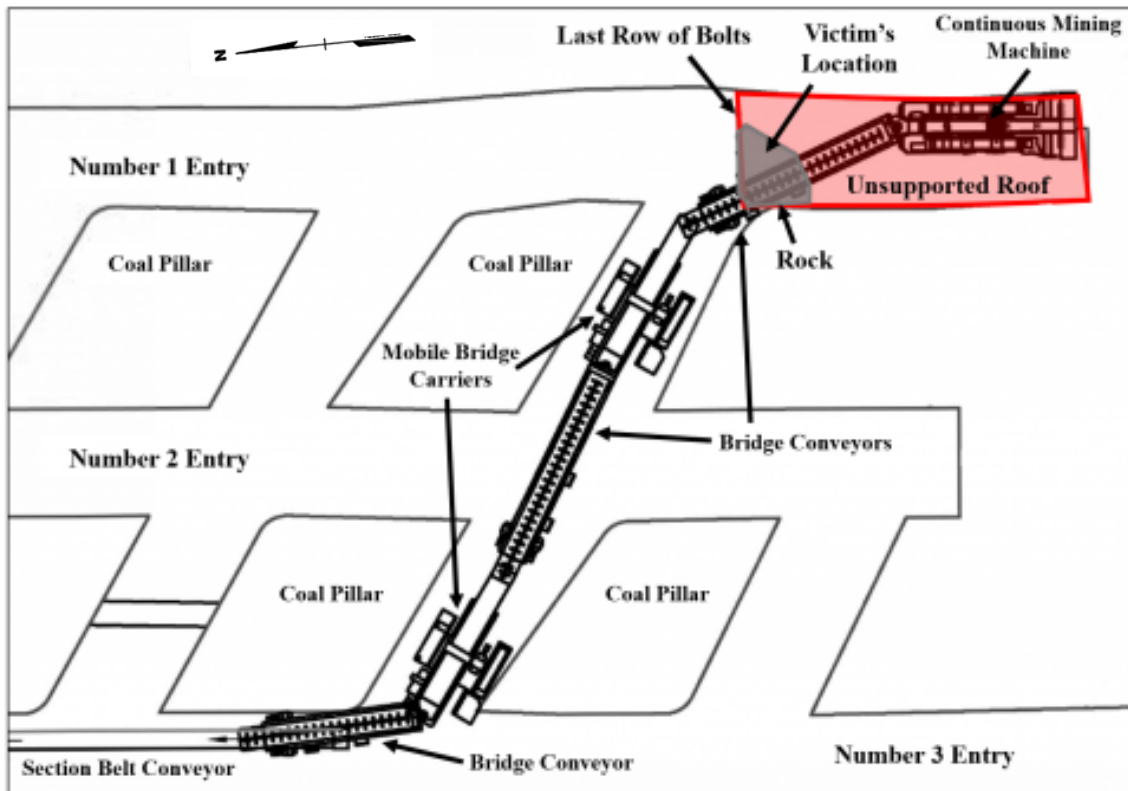 Continuous Mining
Machine
Victim's
Location
Last Row of Bolts
N
Number 1 Entry
Unsupported Roof
Coal Pillar
Coal Pillar
Rock
Mobile Bridge
Carriers
Bridge Conveyors
Number 2 Entry
Coal Pillar
Coal Pillar
Number 3 Entry
Bridge Conveyor
Section Belt Conveyor